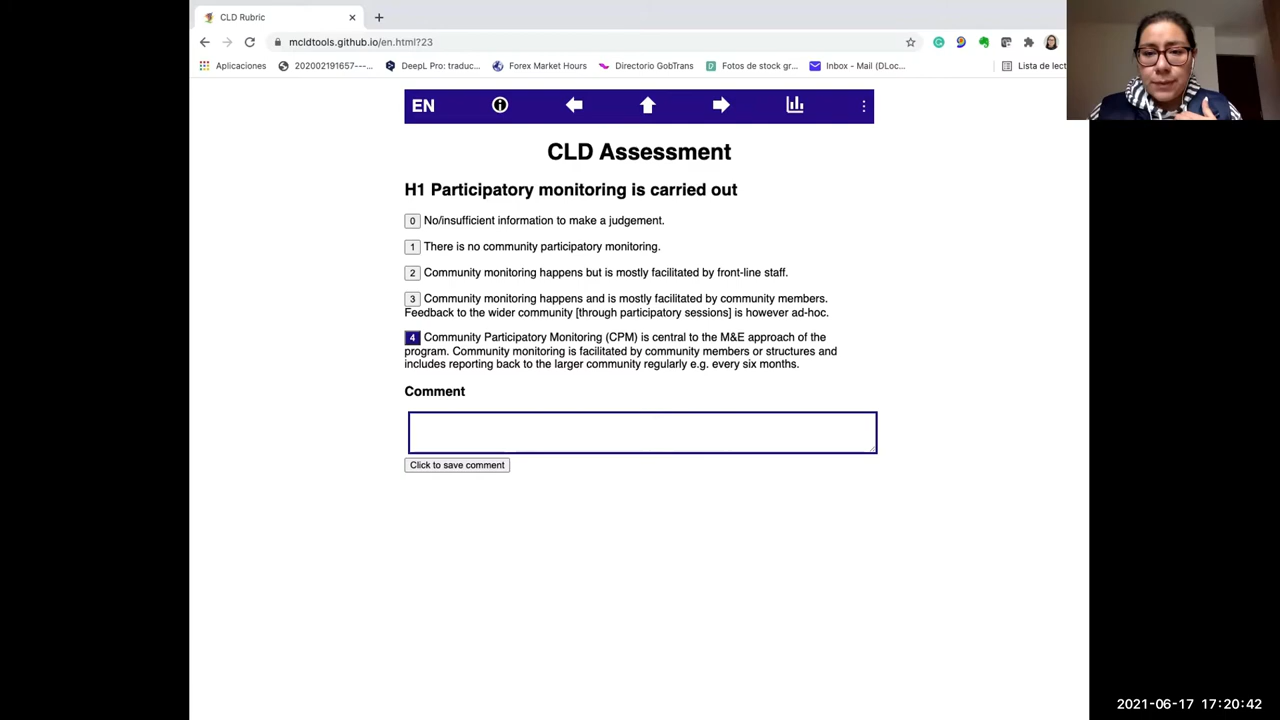 CLD Rubric
mcldtools.github.io/en.html?23
Aplicaciones 202002191657---... DeepL Pro: traduc... Forex Market Hours Directorio GobTrans Fotos de stock gr... Inbox - Mail (DLoc... Lista de lect
EN
CLD Assessment
H1 Participatory monitoring is carried out
0 No/insufficient information to make a judgement.
1 There is no community participatory monitoring.
2 Community monitoring happens but is mostly facilitated by front-line staff.
3 Community monitoring happens and is mostly facilitated by community members.
Feedback to the wider community [through participatory sessions] is however ad-hoc.
4 Community Participatory Monitoring (CPM) is central to the M&E approach of the
program. Community monitoring is facilitated by community members or structures and
includes reporting back to the larger community regularly e.g. every six months.
Comment
Click to save comment
2021-06-17 17:20:42